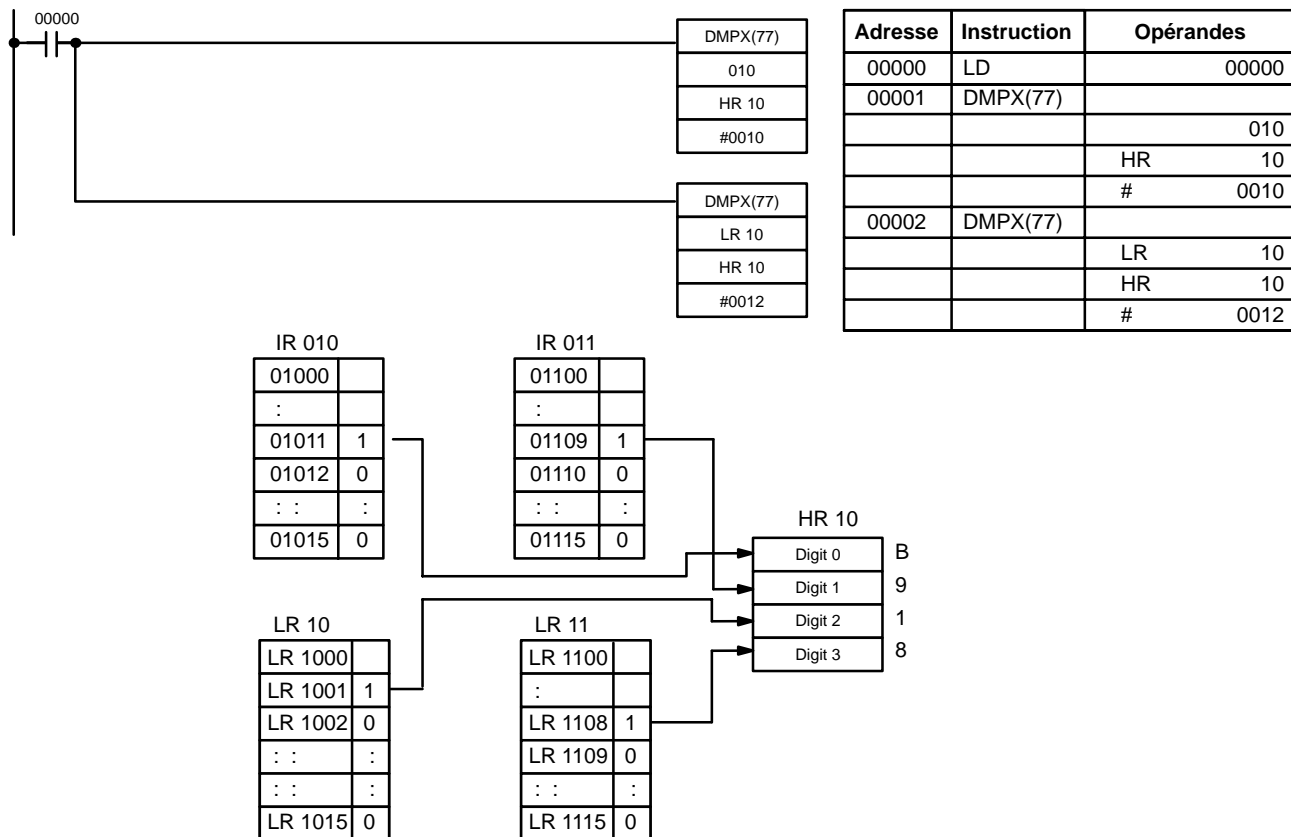 00000
DMPX(77)
010
HR 10
#0010
DMPX(77)
LR 10
HR 10
#0012
Adresse Instruction Opérandes
00000 LD 00000
00001 DMPX(77)
010
HR 10
# 0010
00002 DMPX(77)
LR 10
HR 10
# 0012
IR 010
01000
:
01011 1
01012 0
: : :
01015 0
IR 011
01100
:
01109 1
01110 0
: : :
01115 0
HR 10
Digit 0 B
Digit 1 9
Digit 2 1
Digit 3 8
LR 10
LR 1000
LR 1001 1
LR 1002 0
: : :
: : :
LR 1015 0
LR 11
LR 1100
:
LR 1108 1
LR 1109 0
: : :
LR 1115 0